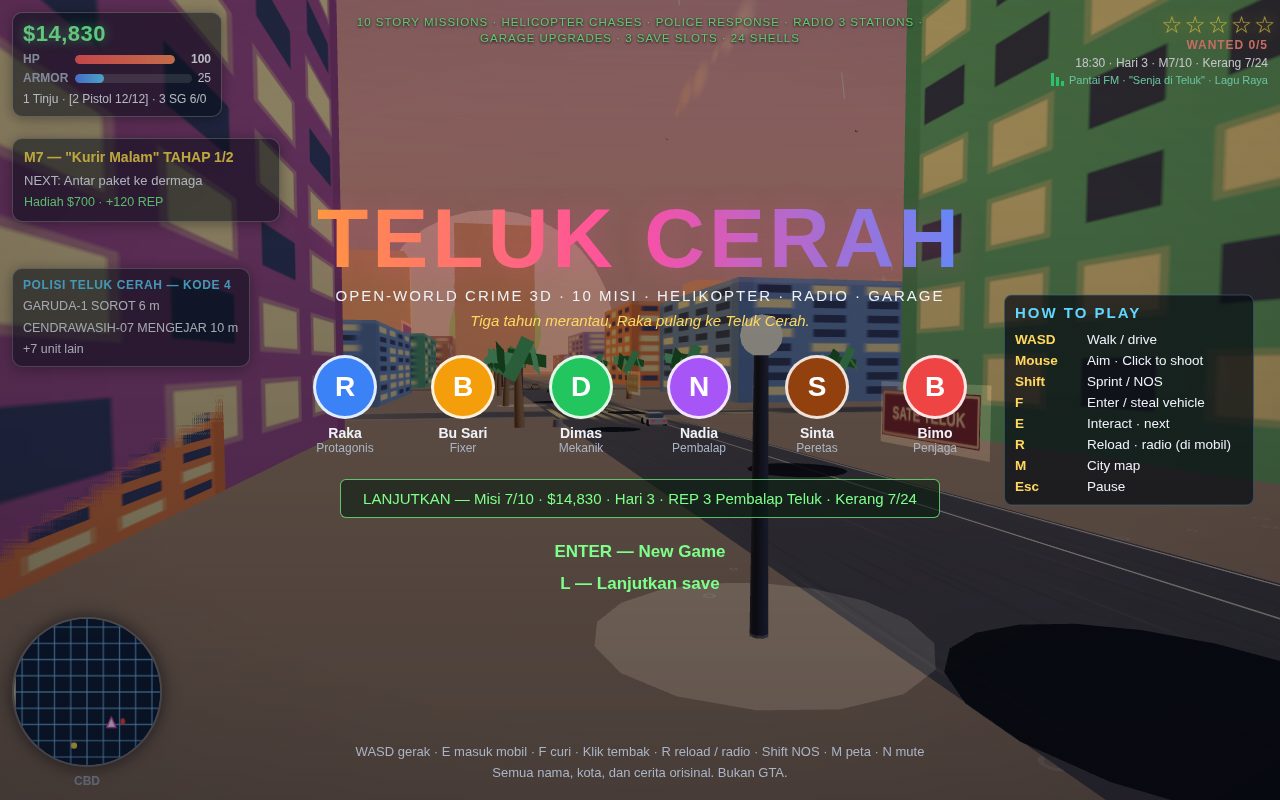 $14,830
HP 100
ARMOR 25
1 Tinju · [2 Pistol 12/12] · 3 SG 6/0
10 STORY MISSIONS · HELICOPTER CHASES · POLICE RESPONSE · RADIO 3 STATIONS ·
GARAGE UPGRADES · 3 SAVE SLOTS · 24 SHELLS
☆☆☆☆☆
WANTED 0/5
18:30 · Hari 3 · M7/10 · Kerang 7/24
Pantai FM · "Senja di Teluk" · Lagu Raya
M7 — "Kurir Malam" TAHAP 1/2
NEXT: Antar paket ke dermaga
Hadiah $700 · +120 REP
POLISI TELUK CERAH — KODE 4
GARUDA-1 SOROT 6 m
CENDRAWASIH-07 MENGEJAR 10 m
+7 unit lain
TELUK CERAH
OPEN-WORLD CRIME 3D · 10 MISI · HELIKOPTER · RADIO · GARAGE
Tiga tahun merantau, Raka pulang ke Teluk Cerah.
R B D N S B
Raka Bu Sari Dimas Nadia Sinta Bimo
Protagonis Fixer Mekanik Pembalap Peretas Penjaga
SATE TELUK
LANJUTKAN — Misi 7/10 · $14,830 · Hari 3 · REP 3 Pembalap Teluk · Kerang 7/24
ENTER — New Game
L — Lanjutkan save
HOW TO PLAY
WASD Walk / drive
Mouse Aim · Click to shoot
Shift Sprint / NOS
F Enter / steal vehicle
E Interact · next
R Reload · radio (di mobil)
M City map
Esc Pause
CBD
WASD gerak · E masuk mobil · F curi · Klik tembak · R reload / radio · Shift NOS · M peta · N mute
Semua nama, kota, dan cerita orisinal. Bukan GTA.